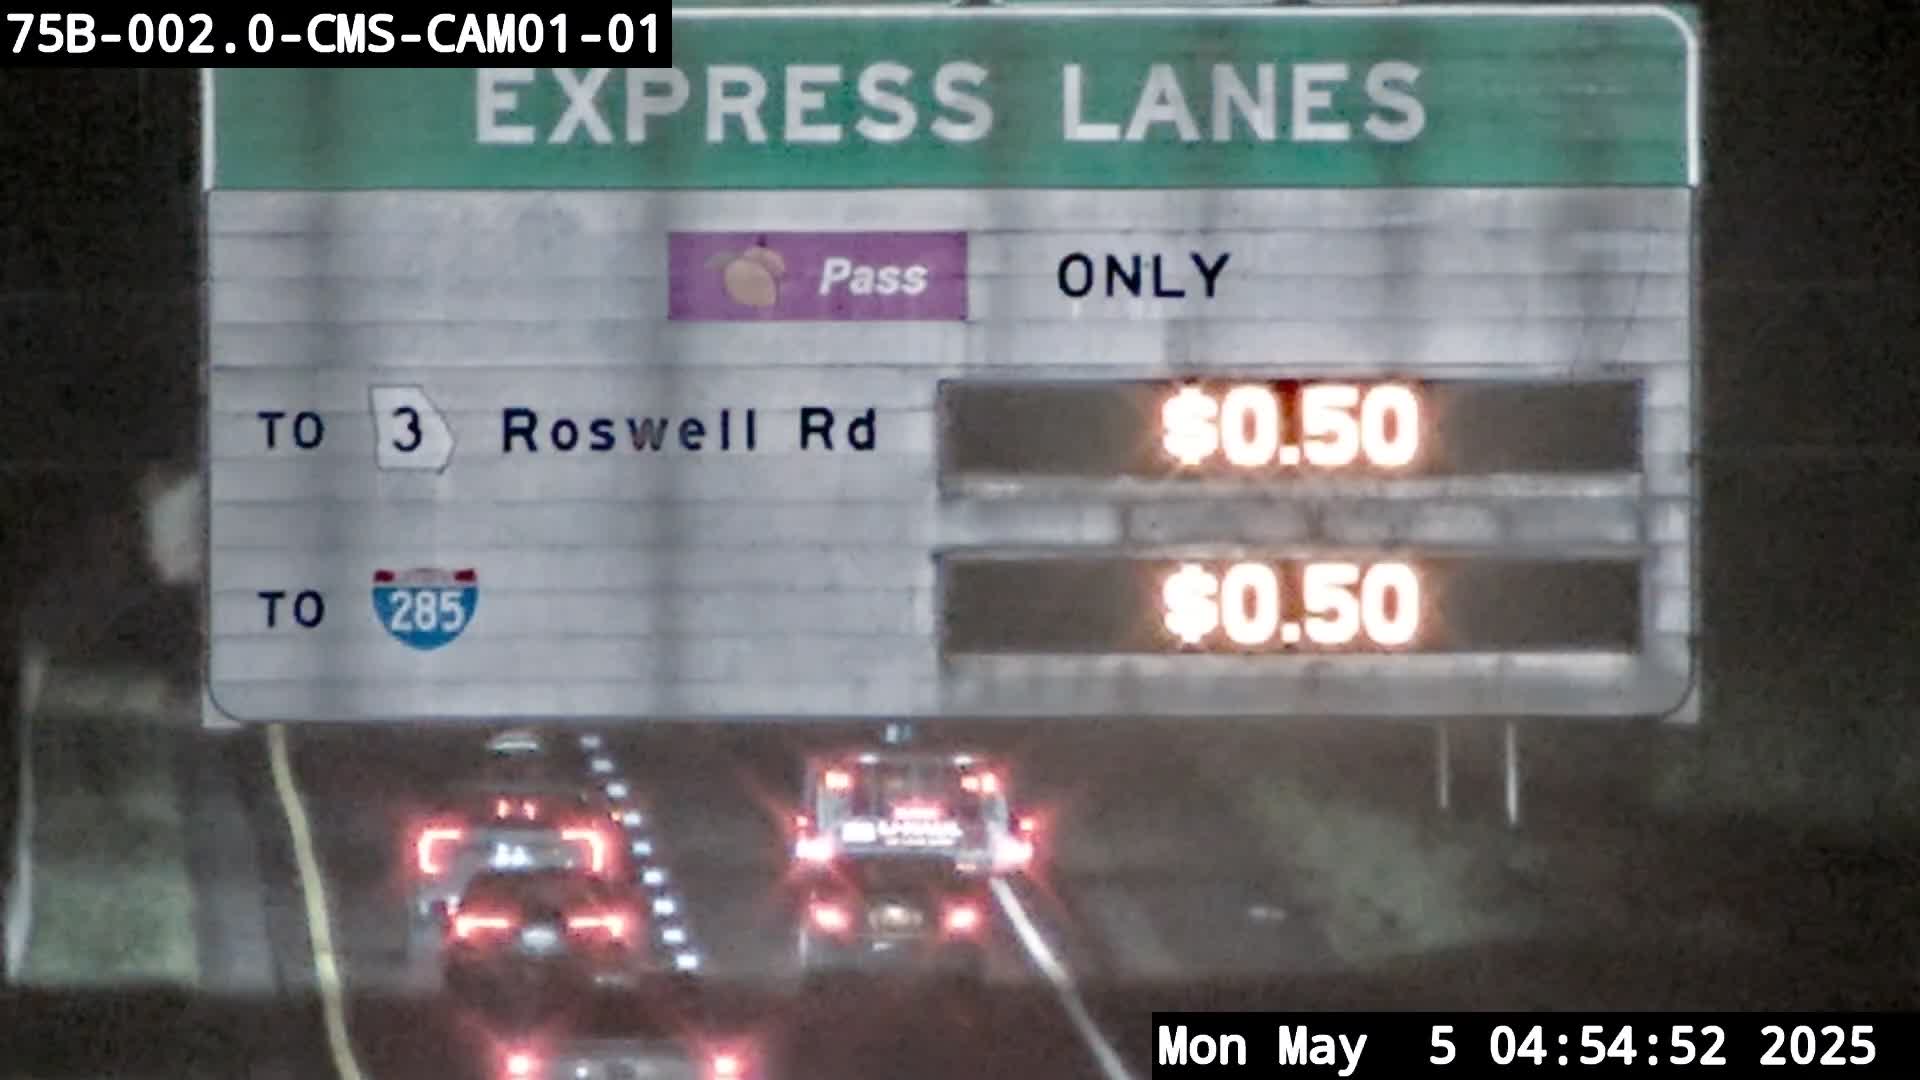 75B-002.0-CMS-CAM01-01
EXPRESS LANES
Pass ONLY
TO 3 Roswell Rd $0.50
TO 285 $0.50
Mon May 5 04:54:52 2025